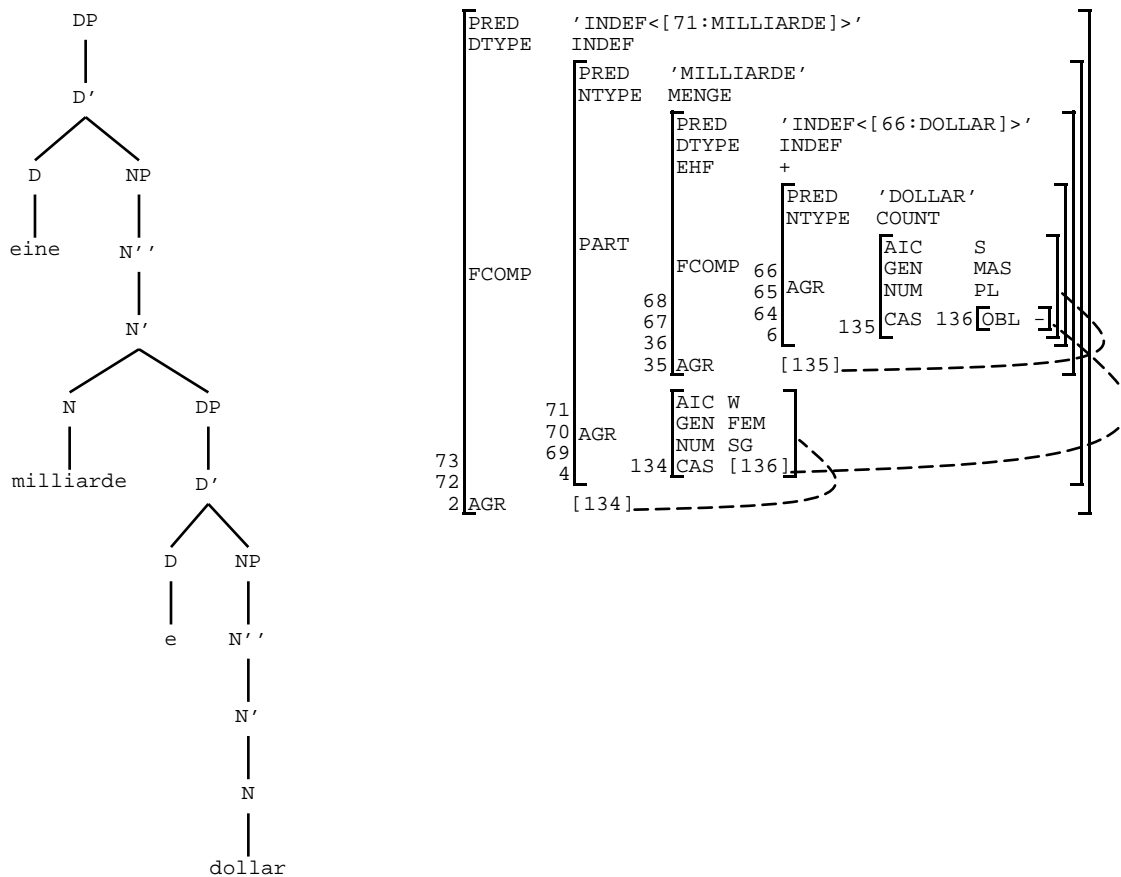 DP
D'
D NP
eine N''
N'
N DP
milliarde D'
D NP
e N''
N'
N
dollar
PRED 'INDEF<[71:MILLIARDE]>'
DTYPE INDEF
PRED 'MILLIARDE'
NTYPE MENGE
PRED 'INDEF<[66:DOLLAR]>'
DTYPE INDEF
EHF +
PRED 'DOLLAR'
NTYPE COUNT
AIC S
PART
GEN MAS
FCOMP FCOMP 66
65 AGR NUM PL
68 64
67 6 135 CAS 136 OBL -
36
35 AGR [135]
AIC W
71 GEN FEM
70 AGR NUM SG
73 69 134 CAS [136]
72 4
2 AGR [134]